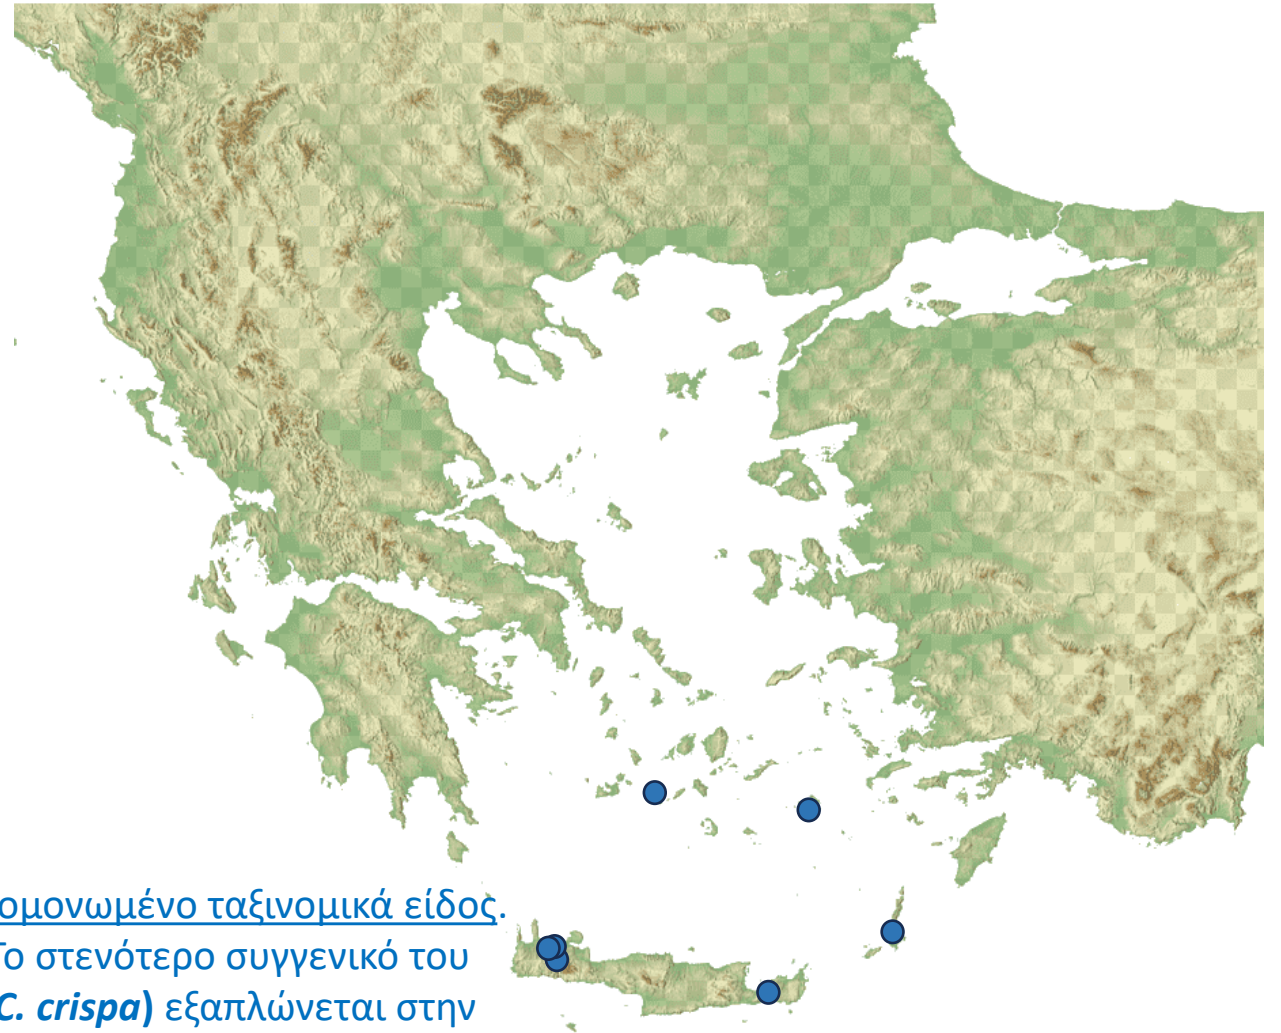 ομονωμένο ταξινομικά είδος.
Το στενότερο συγγενικό του
C. crispa) εξαπλώνεται στην